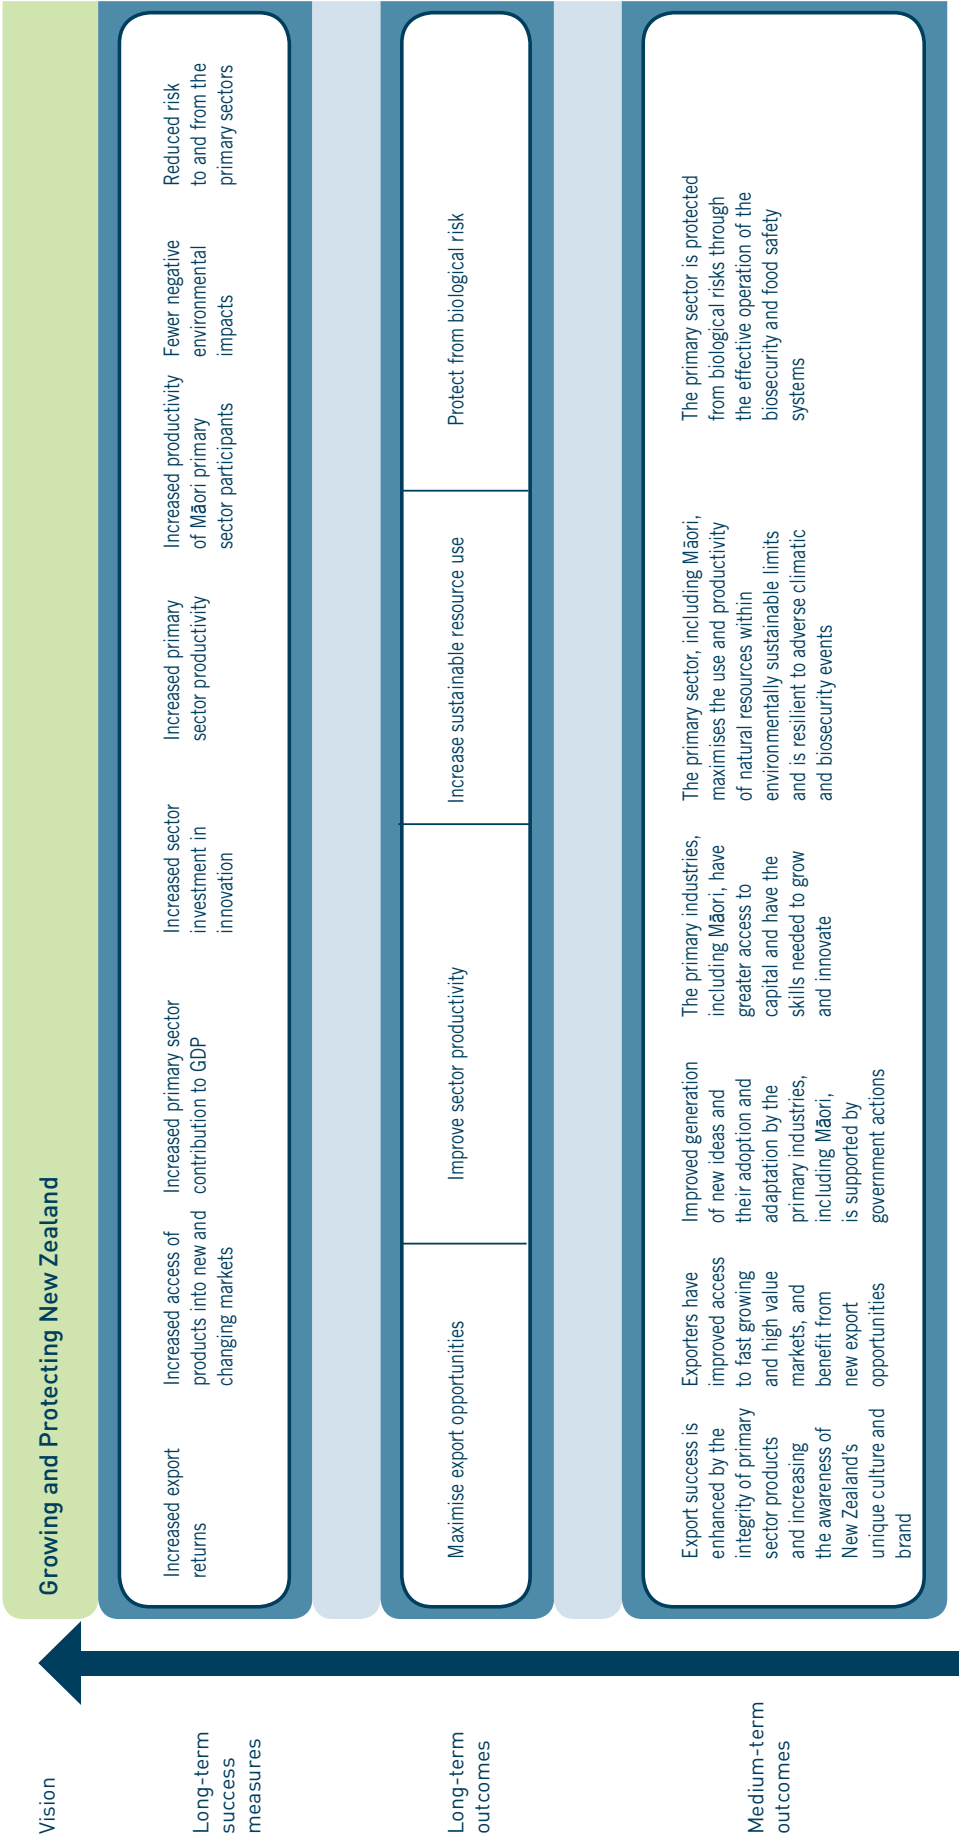 Vision
Growing and Protecting New Zealand
Long-term
success
measures
Increased export
returns
Increased access of
products into new and
changing markets
Increased primary sector
contribution to GDP
Increased sector
investment in
innovation
Increased primary
sector productivity
Increased productivity
of Māori primary
sector participants
Fewer negative
environmental
impacts
Reduced risk
to and from the
primary sectors
Long-term
outcomes
Maximise export opportunities
Improve sector productivity
Increase sustainable resource use
Protect from biological risk
Medium-term
outcomes
Export success is
enhanced by the
integrity of primary
sector products
and increasing
the awareness of
New Zealand's
unique culture and
brand
Exporters have
improved access
to fast growing
and high value
markets, and
benefit from
new export
opportunities
Improved generation
of new ideas and
their adoption and
adaptation by the
primary industries,
including Māori,
is supported by
government actions
The primary industries,
including Māori, have
greater access to
capital and have the
skills needed to grow
and innovate
The primary sector, including Māori,
maximises the use and productivity
of natural resources within
environmentally sustainable limits
and is resilient to adverse climatic
and biosecurity events
The primary sector is protected
from biological risks through
the effective operation of the
biosecurity and food safety
systems